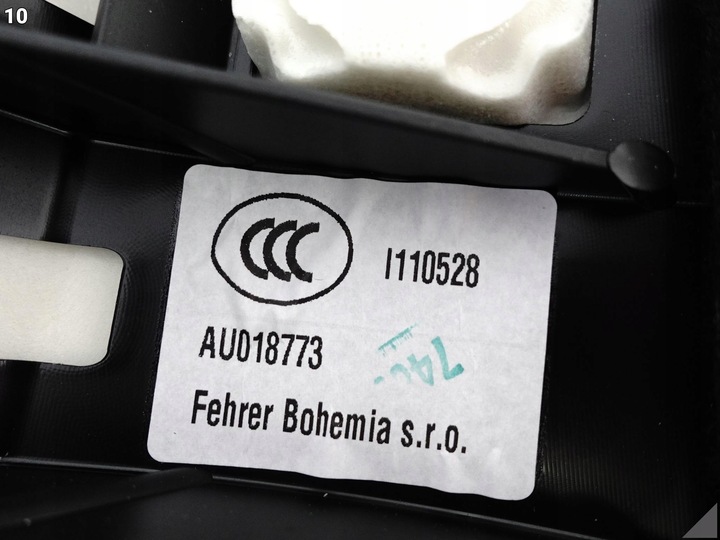 10
CCC
I110528
AU018773
Fehrer Bohemia s.r.o.